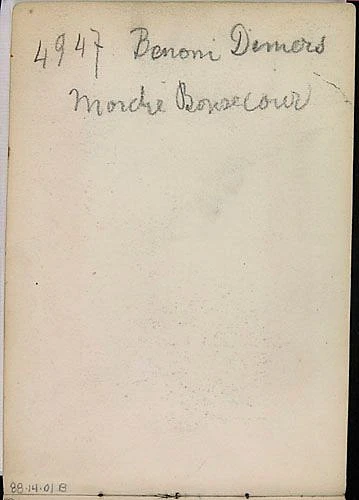 4947 Benoni Demers
Marché Bonsecour
88-14-01 B